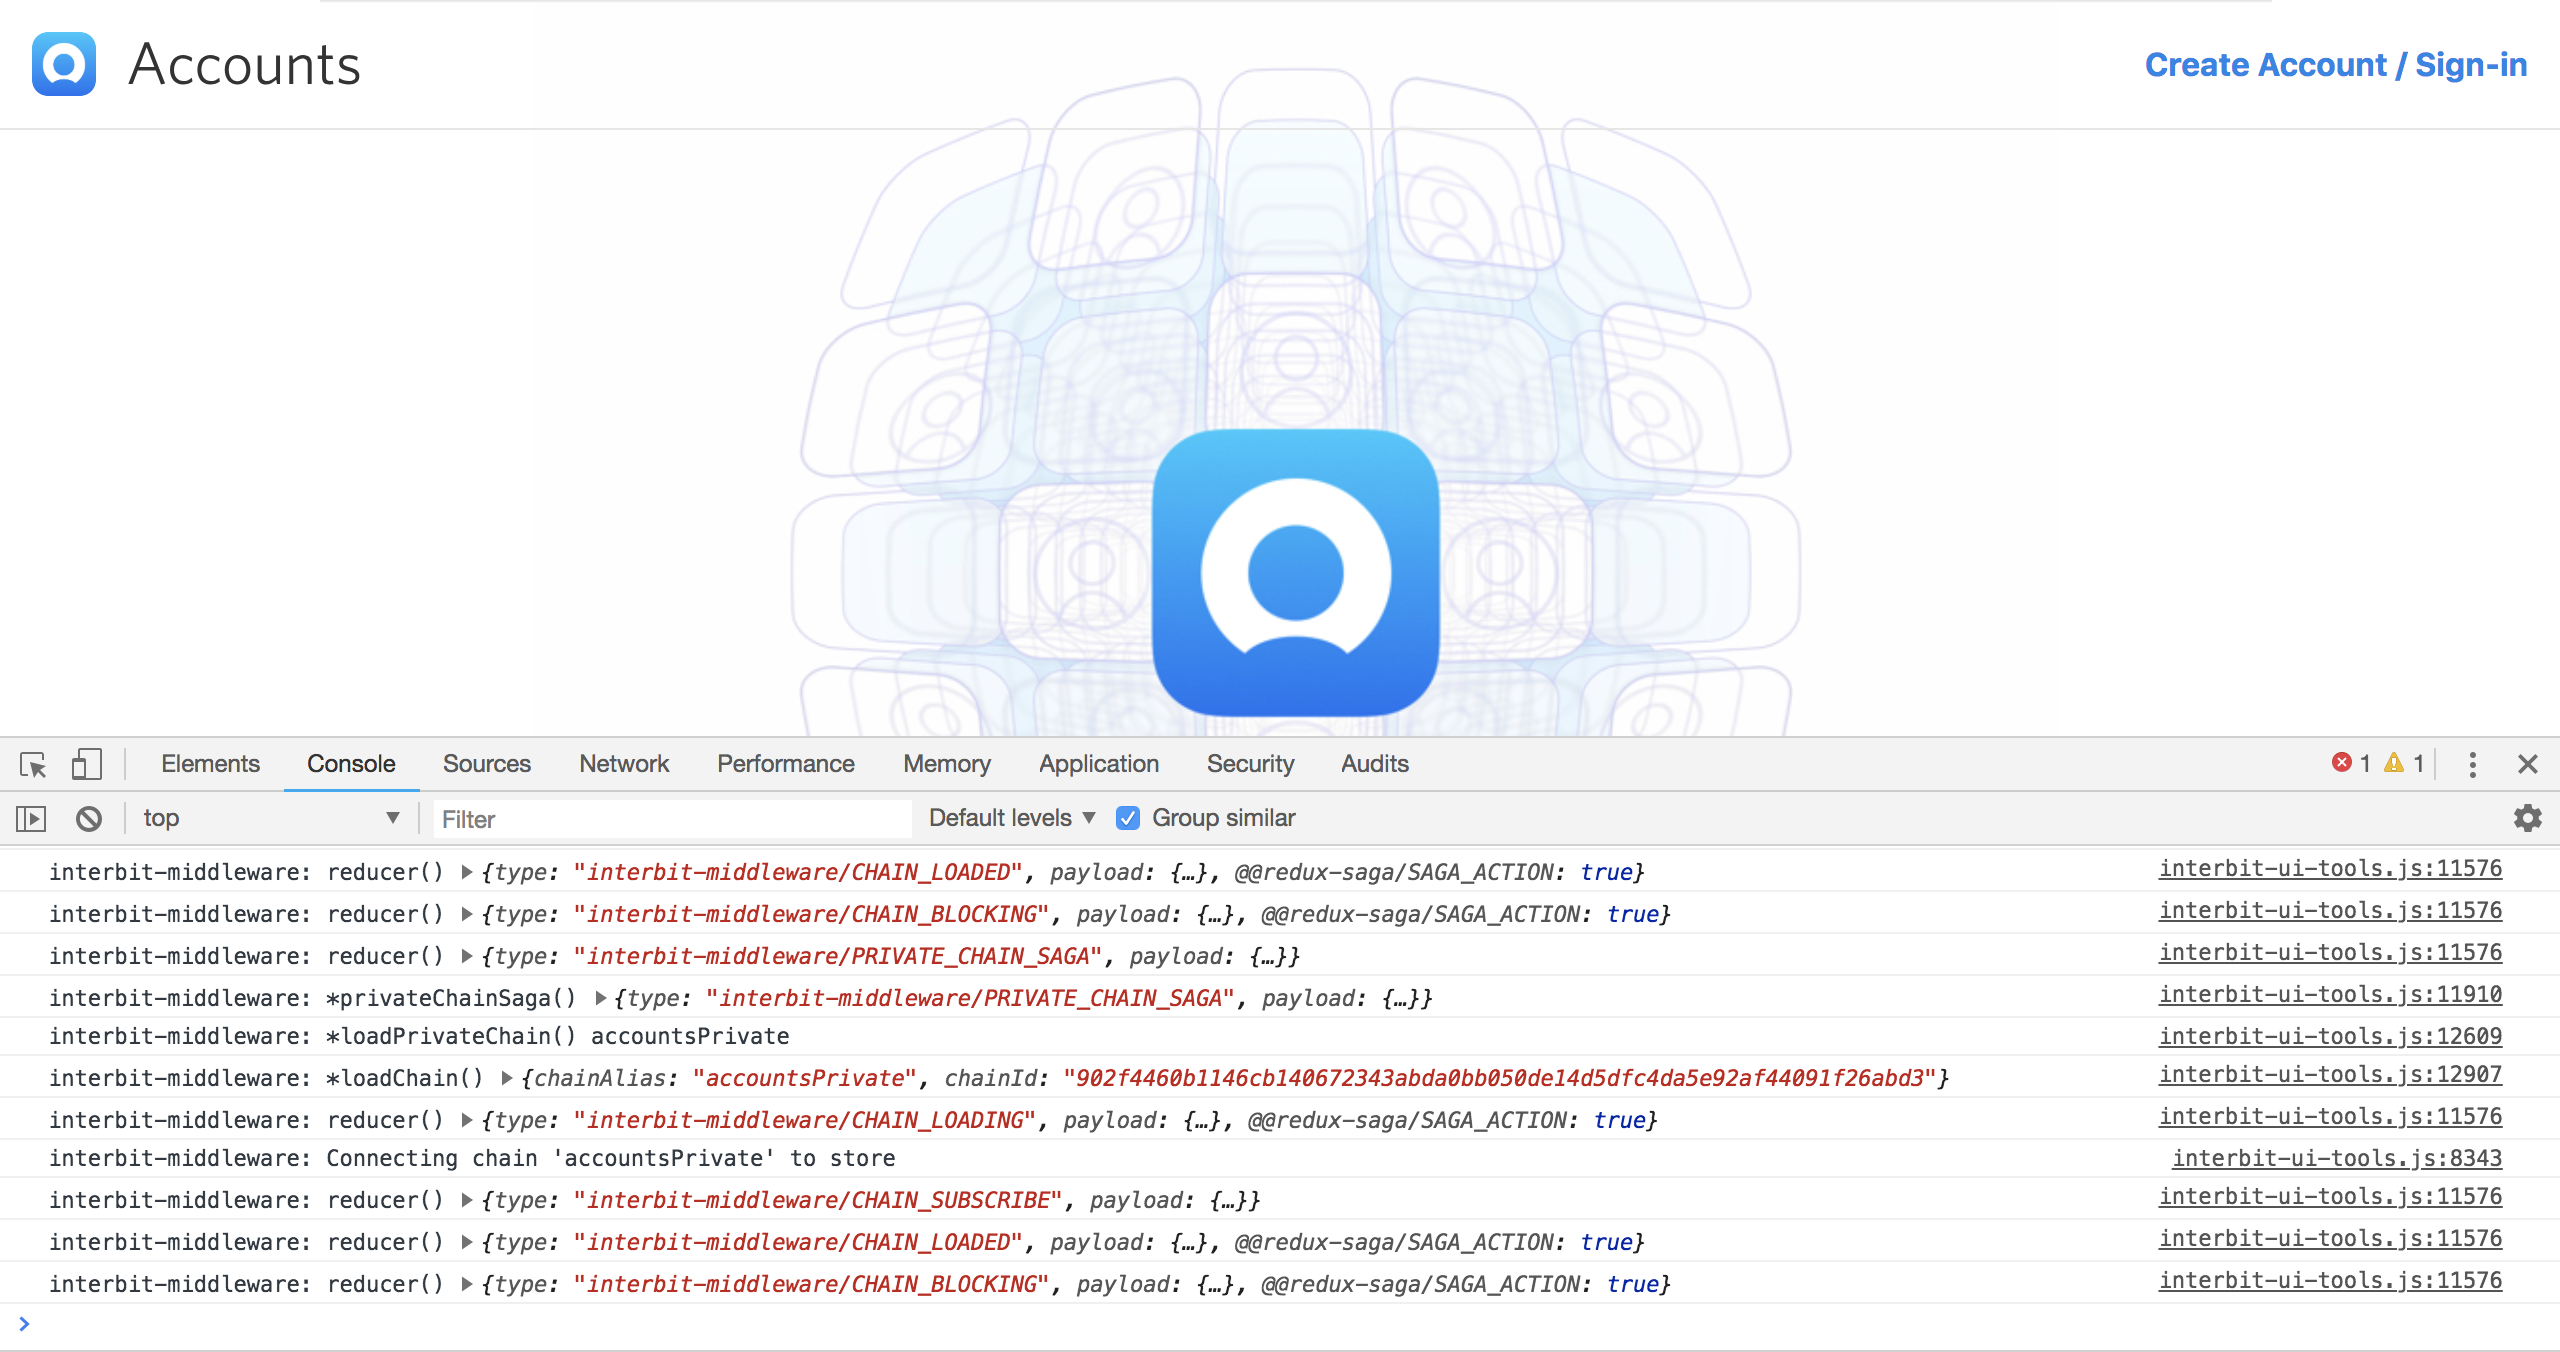 Accounts
Create Account / Sign-in
Elements Console Sources Network Performance Memory Application Security Audits 1 1
top Filter Default levels Group similar
interbit-middleware: reducer() {type: "interbit-middleware/CHAIN_LOADED", payload: {…}, @@redux-saga/SAGA_ACTION: true} interbit-ui-tools.js:11576
interbit-middleware: reducer() {type: "interbit-middleware/CHAIN_BLOCKING", payload: {…}, @@redux-saga/SAGA_ACTION: true} interbit-ui-tools.js:11576
interbit-middleware: reducer() {type: "interbit-middleware/PRIVATE_CHAIN_SAGA", payload: {…}} interbit-ui-tools.js:11576
interbit-middleware: *privateChainSaga() {type: "interbit-middleware/PRIVATE_CHAIN_SAGA", payload: {…}} interbit-ui-tools.js:11910
interbit-middleware: *loadPrivateChain() accountsPrivate interbit-ui-tools.js:12609
interbit-middleware: *loadChain() {chainAlias: "accountsPrivate", chainId: "902f4460b1146cb140672343abda0bb050de14d5dfc4da5e92af44091f26abd3"} interbit-ui-tools.js:12907
interbit-middleware: reducer() {type: "interbit-middleware/CHAIN_LOADING", payload: {…}, @@redux-saga/SAGA_ACTION: true} interbit-ui-tools.js:11576
interbit-middleware: Connecting chain 'accountsPrivate' to store interbit-ui-tools.js:8343
interbit-middleware: reducer() {type: "interbit-middleware/CHAIN_SUBSCRIBE", payload: {…}} interbit-ui-tools.js:11576
interbit-middleware: reducer() {type: "interbit-middleware/CHAIN_LOADED", payload: {…}, @@redux-saga/SAGA_ACTION: true} interbit-ui-tools.js:11576
interbit-middleware: reducer() {type: "interbit-middleware/CHAIN_BLOCKING", payload: {…}, @@redux-saga/SAGA_ACTION: true} interbit-ui-tools.js:11576